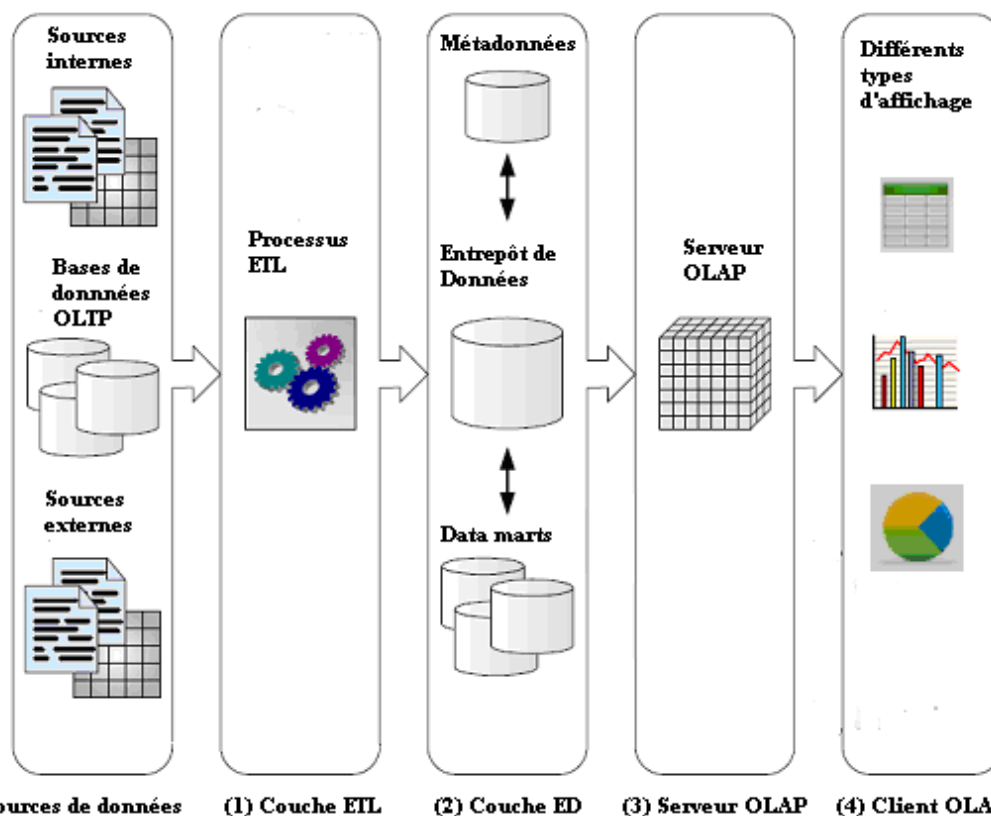 Sources
internes
Bases de
donnnées
OLTP
Sources
externes
Processus
ETL
Métadonnées
Entrepôt de
Données
Data marts
Serveur
OLAP
Différents
types
d'affichage
ources de données
(1) Couche ETL
(2) Couche ED
(3) Serveur OLAP
(4) Client OLA